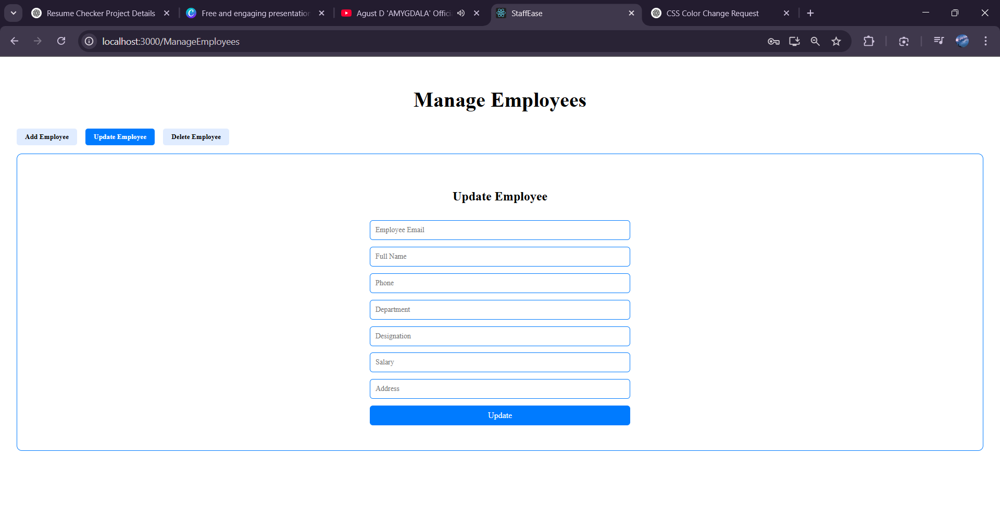 Resume Checker Project Details
Free and engaging presentation
Agust D 'AMYGDALA' Offici
StaffEase
CSS Color Change Request
localhost:3000/ManageEmployees
Manage Employees
Add Employee
Update Employee
Delete Employee
Update Employee
Employee Email
Full Name
Phone
Department
Designation
Salary
Address
Update